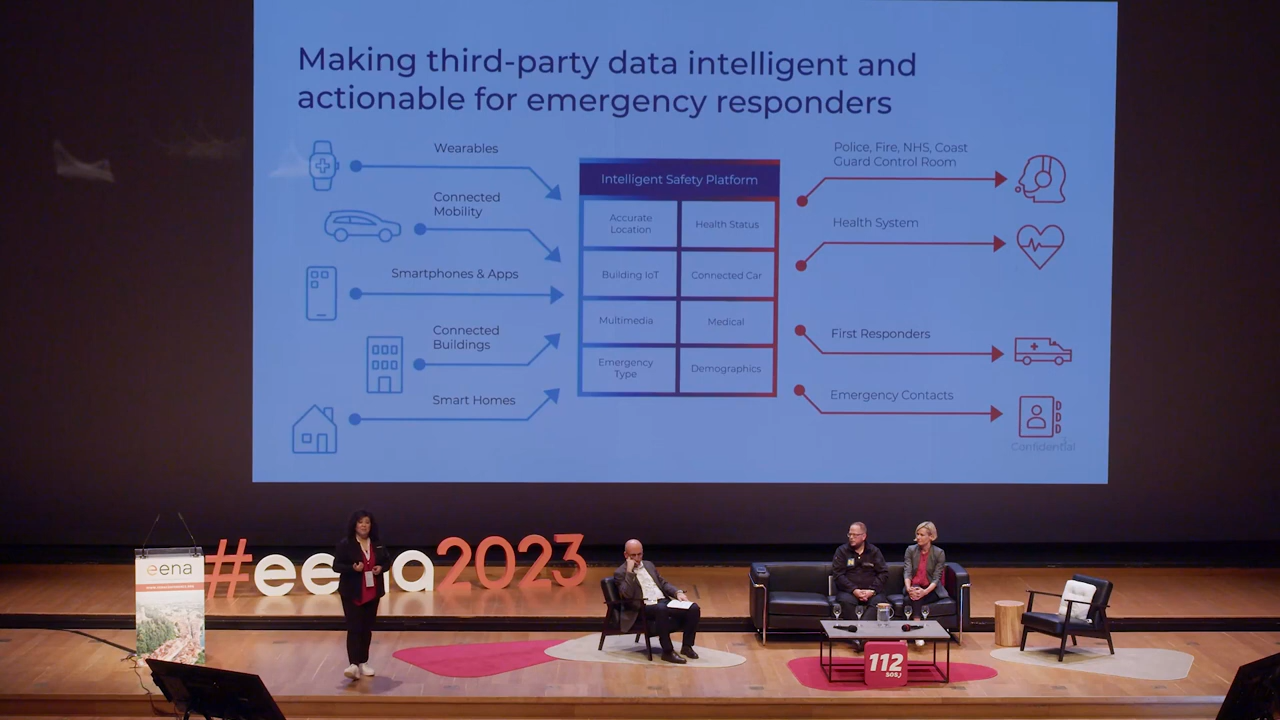 Making third-party data intelligent and
actionable for emergency responders
Wearables
Connected
Mobility
Smartphones & Apps
Connected
Buildings
Smart Homes
Intelligent Safety Platform
Accurate
Location
Health Status
Building IoT
Connected Car
Multimedia
Medical
Emergency
Type
Demographics
Police, Fire, NHS, Coast
Guard Control Room
Health System
First Responders
Emergency Contacts
Confidential
eena
#eena2023
112
SOS